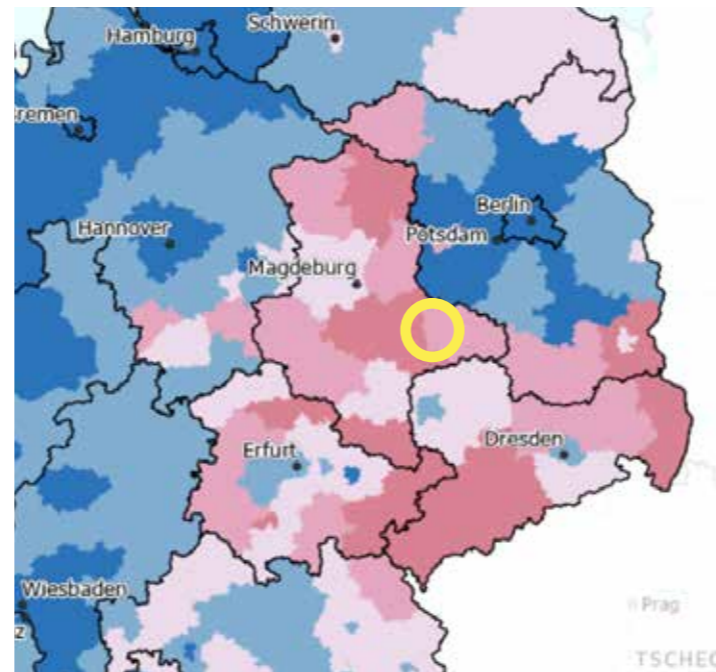 Schwerin
Hamburg
remen
Berlin
Hannover
Potsdam
Magdeburg
Dresden
Erfurt
Wiesbaden
Prag
z
TSCHEC